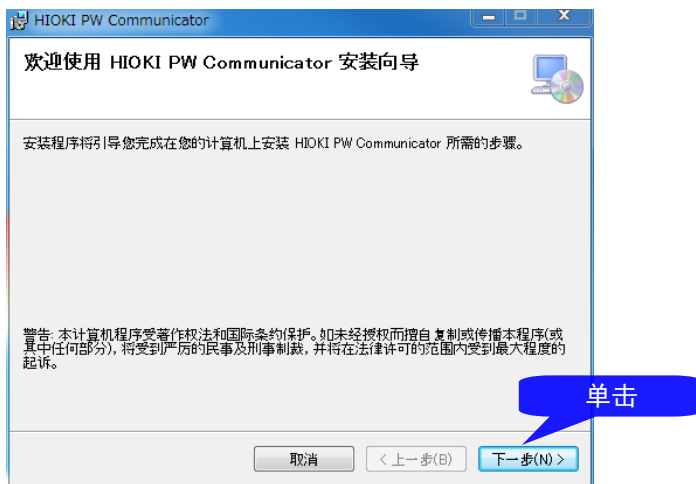 HIOKI PW Communicator
欢迎使用 HIOKI PW Communicator 安装向导
安装程序将引导您完成在您的计算机上安装 HIOKI PW Communicator 所需的步骤。
警告: 本计算机程序受著作权法和国际条约保护。如未经授权而擅自复制或传播本程序(或
其中任何部分), 将受到严厉的民事及刑事制裁, 并将在法律许可的范围内受到最大程度的
起诉。
单击
取消
< 上一步(B)
下一步(N) >